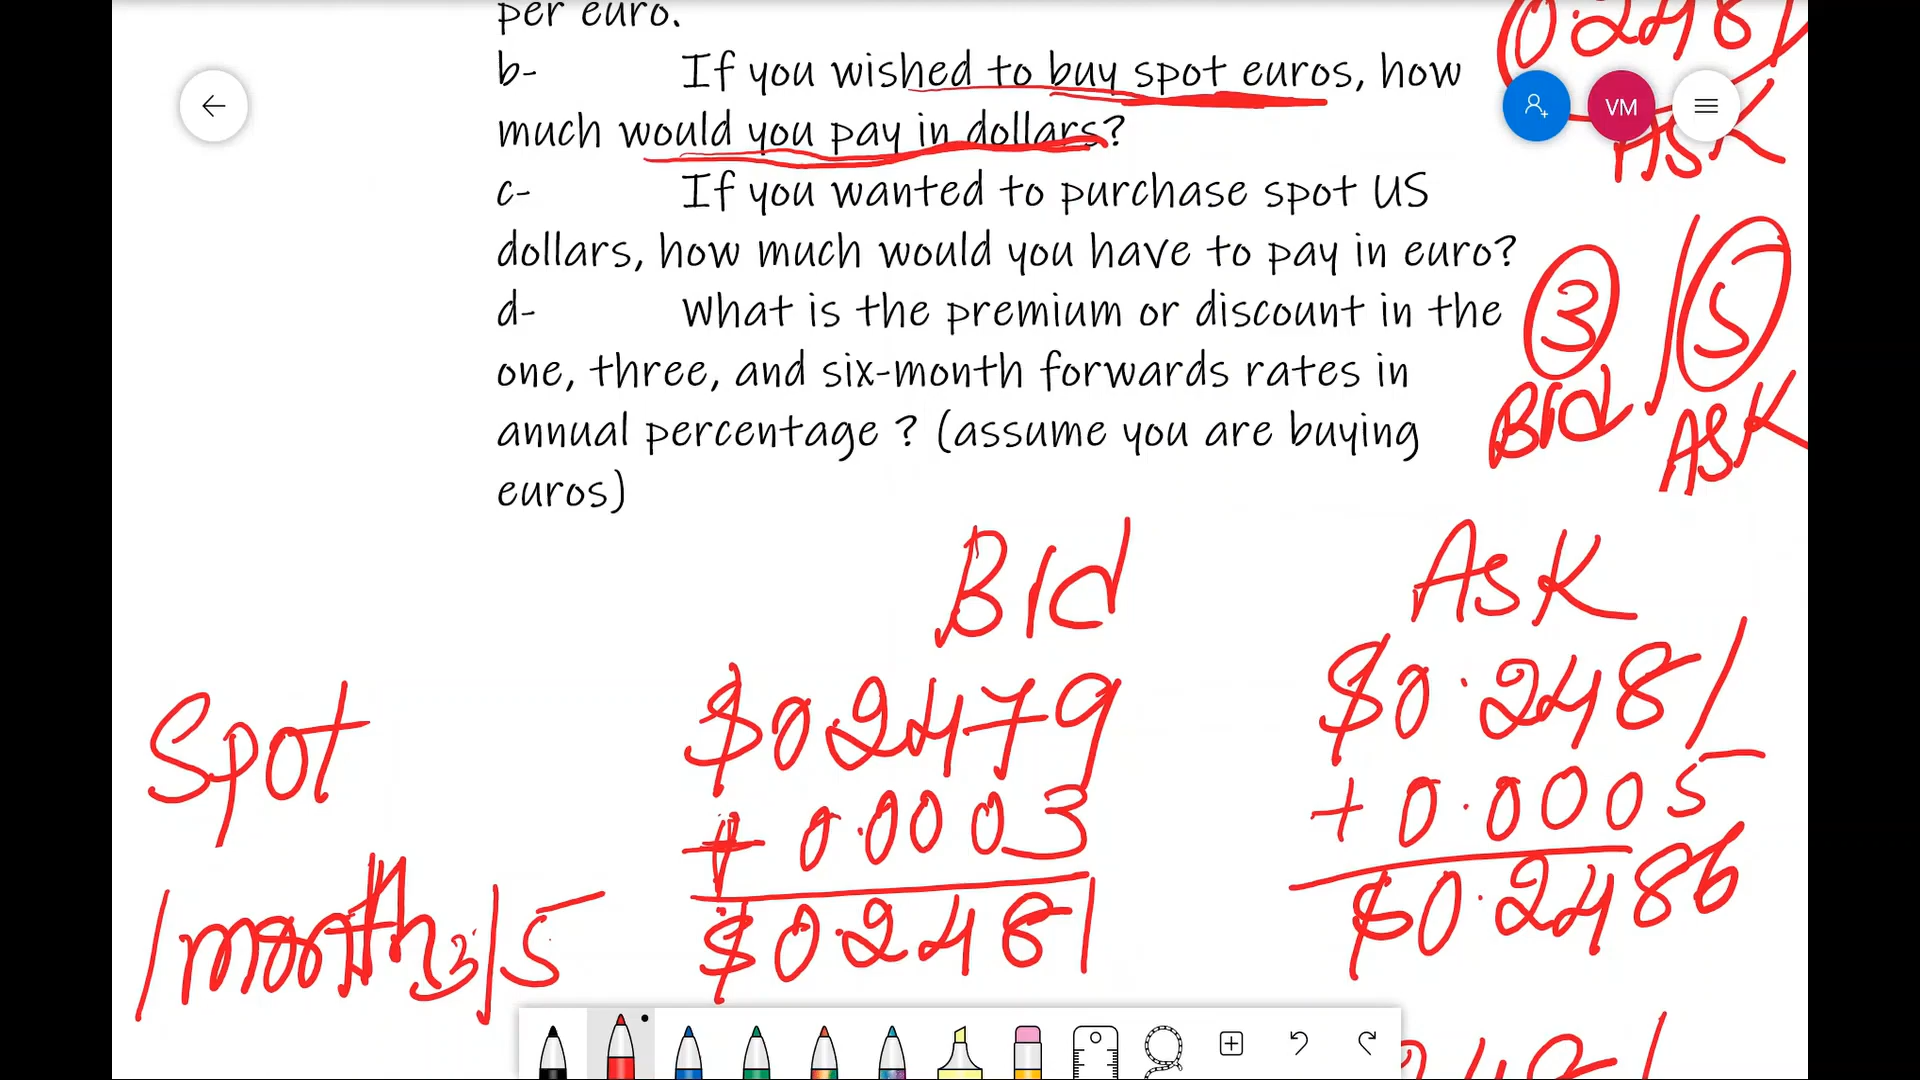 per euro.
b- If you wished to buy spot euros, how
much would you pay in dollars?
c- If you wanted to purchase spot US
dollars, how much would you have to pay in euro?
d- What is the premium or discount in the
one, three, and six-month forwards rates in
annual percentage ? (assume you are buying
euros)
0.2481
ASK
VM
3/5
Bid ASK
Bid ASK
Spot $02479 $0.2481
+ 0.0003 + 0.0005
1month 3/5 $0.2481 $0.2486